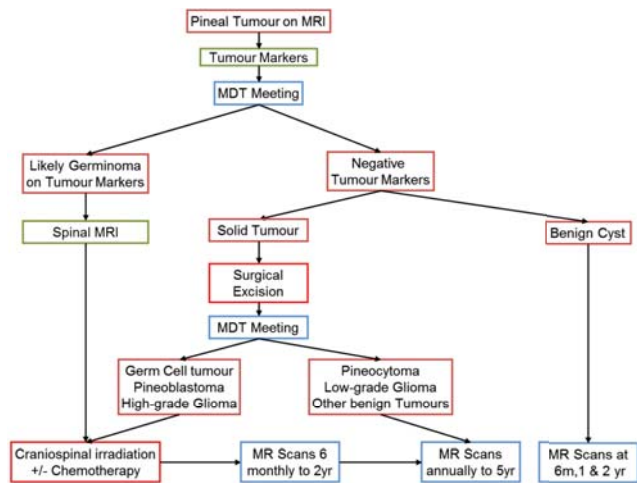 Pineal Tumour on MRI
Tumour Markers
MDT Meeting
Likely Germinoma
on Tumour Markers
Negative
Tumour Markers
Spinal MRI
Solid Tumour
Benign Cyst
Surgical
Excision
MDT Meeting
Germ Cell tumour
Pineoblastoma
High-grade Glioma
Pineocytoma
Low-grade Glioma
Other benign Tumours
Craniospinal irradiation
+/- Chemotherapy
MR Scans 6
monthly to 2yr
MR Scans
annually to 5yr
MR Scans at
6m,1 & 2 yr